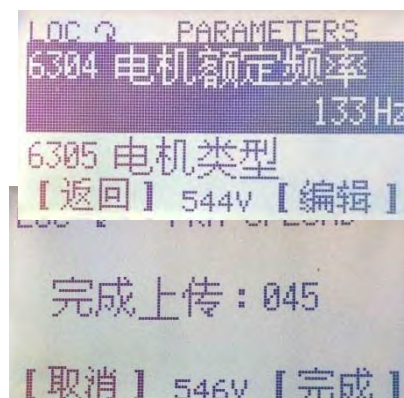 LOC PARAMETERS
6304 电机额定频率
133 Hz
6305 电机类型
【返回】 544V 【编辑】
完成上传：045
【取消】 546V 【完成】